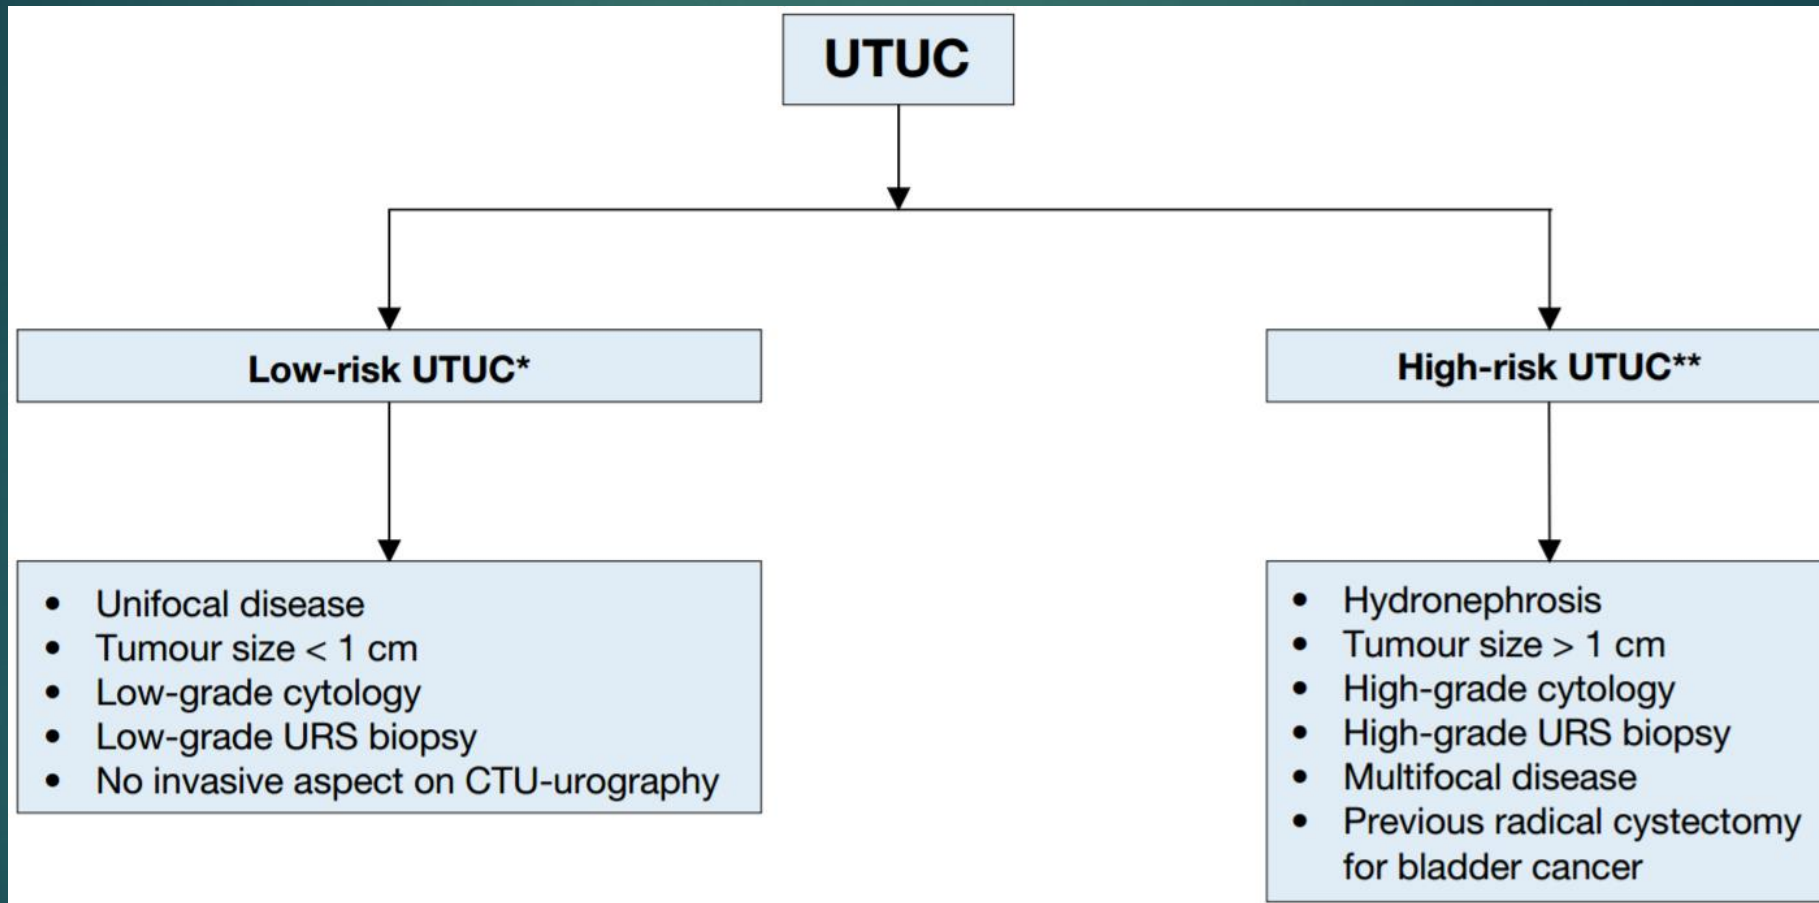 UTUC
Low-risk UTUC*
High-risk UTUC**
• Unifocal disease
• Tumour size < 1 cm
• Low-grade cytology
• Low-grade URS biopsy
• No invasive aspect on CTU-urography
• Hydronephrosis
• Tumour size > 1 cm
• High-grade cytology
• High-grade URS biopsy
• Multifocal disease
• Previous radical cystectomy
for bladder cancer